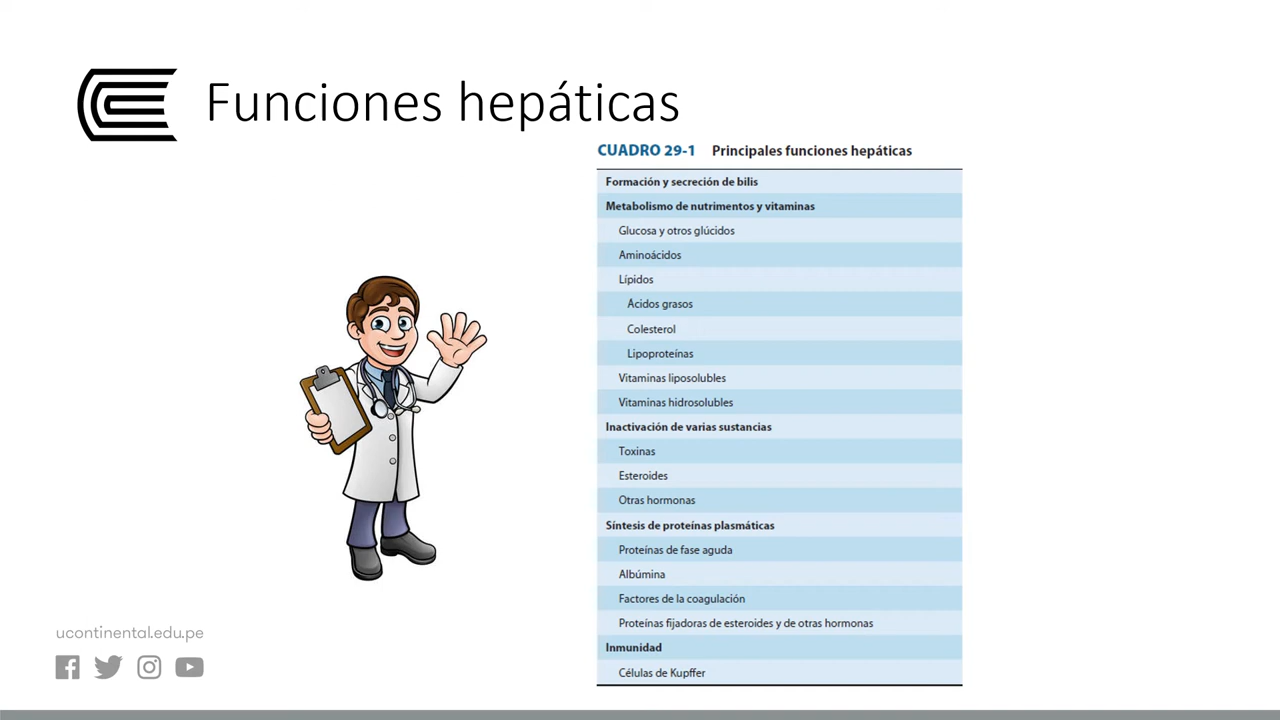 Funciones hepáticas
CUADRO 29-1 Principales funciones hepáticas
Formación y secreción de bilis
Metabolismo de nutrimentos y vitaminas
Glucosa y otros glúcidos
Aminoácidos
Lípidos
Ácidos grasos
Colesterol
Lipoproteínas
Vitaminas liposolubles
Vitaminas hidrosolubles
Inactivación de varias sustancias
Toxinas
Esteroides
Otras hormonas
Síntesis de proteínas plasmáticas
Proteínas de fase aguda
Albúmina
Factores de la coagulación
Proteínas fijadoras de esteroides y de otras hormonas
Inmunidad
Células de Kupffer
ucontinental.edu.pe